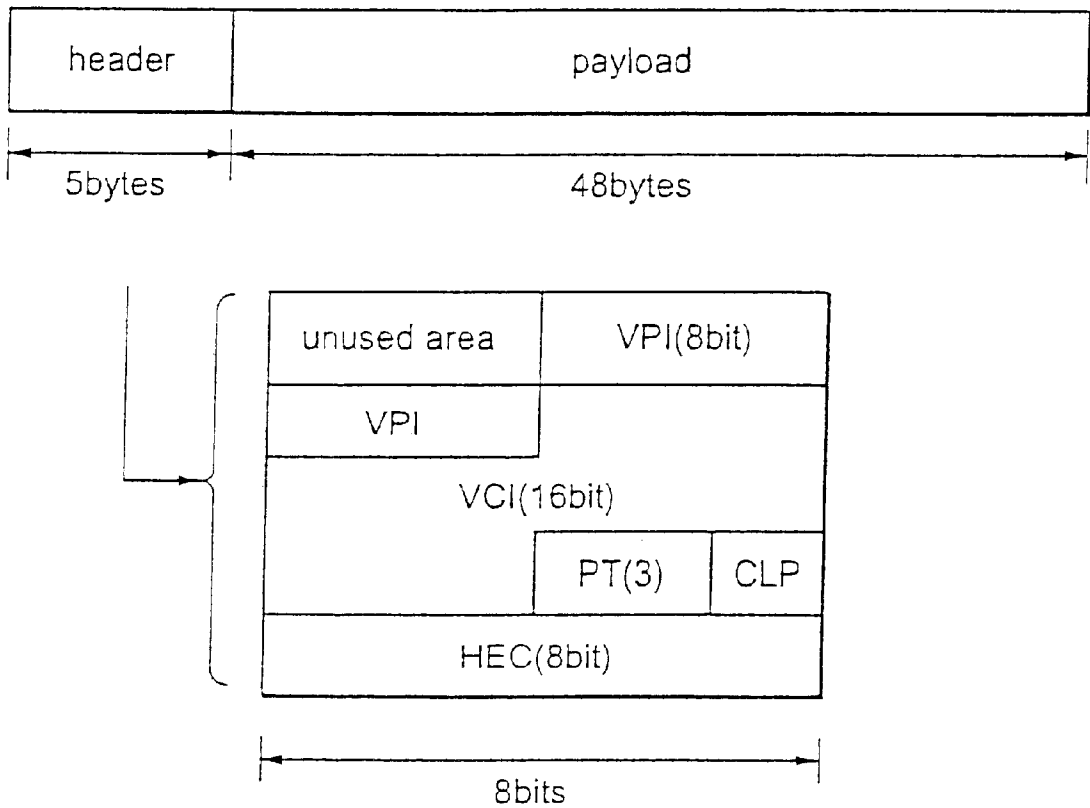 header payload
5bytes 48bytes
unused area VPI(8bit)
VPI
VCI(16bit)
PT(3) CLP
HEC(8bit)
8bits